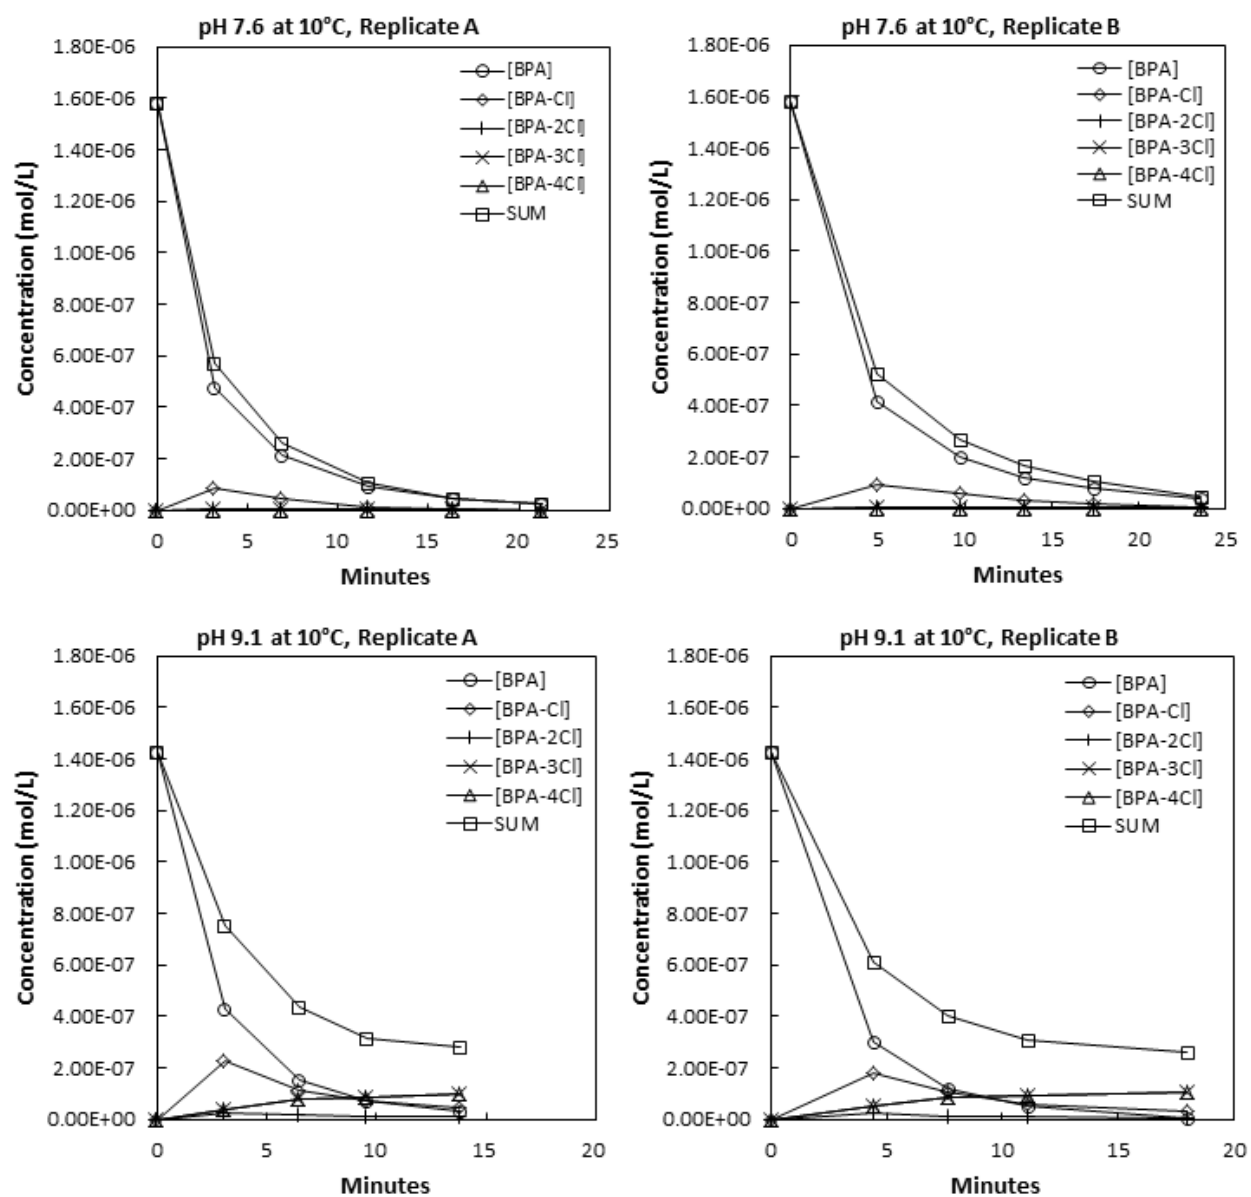 pH 7.6 at 10°C, Replicate A
1.80E-06
1.60E-06
1.40E-06
1.20E-06
1.00E-06
8.00E-07
6.00E-07
4.00E-07
2.00E-07
0.00E+00
Concentration (mol/L)
[BPA]
[BPA-Cl]
[BPA-2Cl]
[BPA-3Cl]
[BPA-4Cl]
SUM
0 5 10 15 20 25
Minutes
pH 7.6 at 10°C, Replicate B
1.80E-06
1.60E-06
1.40E-06
1.20E-06
1.00E-06
8.00E-07
6.00E-07
4.00E-07
2.00E-07
0.00E+00
Concentration (mol/L)
[BPA]
[BPA-Cl]
[BPA-2Cl]
[BPA-3Cl]
[BPA-4Cl]
SUM
0 5 10 15 20 25
Minutes
pH 9.1 at 10°C, Replicate A
1.80E-06
1.60E-06
1.40E-06
1.20E-06
1.00E-06
8.00E-07
6.00E-07
4.00E-07
2.00E-07
0.00E+00
Concentration (mol/L)
[BPA]
[BPA-Cl]
[BPA-2Cl]
[BPA-3Cl]
[BPA-4Cl]
SUM
0 5 10 15 20
Minutes
pH 9.1 at 10°C, Replicate B
1.80E-06
1.60E-06
1.40E-06
1.20E-06
1.00E-06
8.00E-07
6.00E-07
4.00E-07
2.00E-07
0.00E+00
Concentration (mol/L)
[BPA]
[BPA-Cl]
[BPA-2Cl]
[BPA-3Cl]
[BPA-4Cl]
SUM
0 5 10 15 20
Minutes